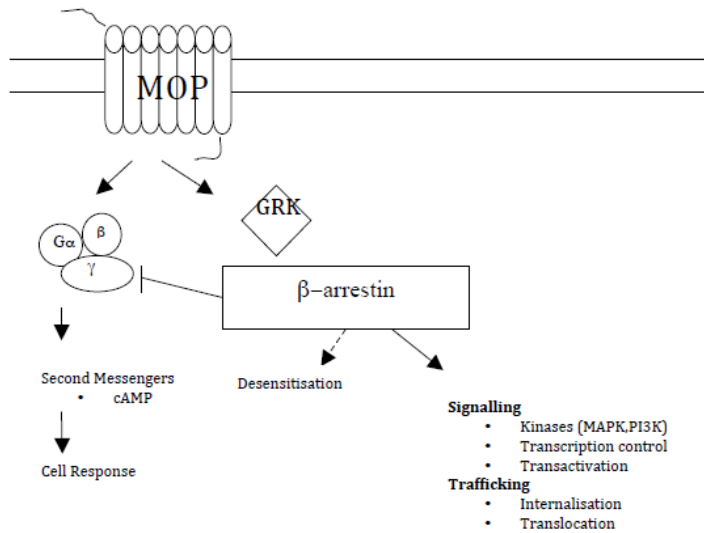 MOP
GRK
Gα
β
γ
β–arrestin
Second Messengers
• cAMP
Desensitisation
Cell Response
Signalling
• Kinases (MAPK,PI3K)
• Transcription control
• Transactivation
Trafficking
• Internalisation
• Translocation